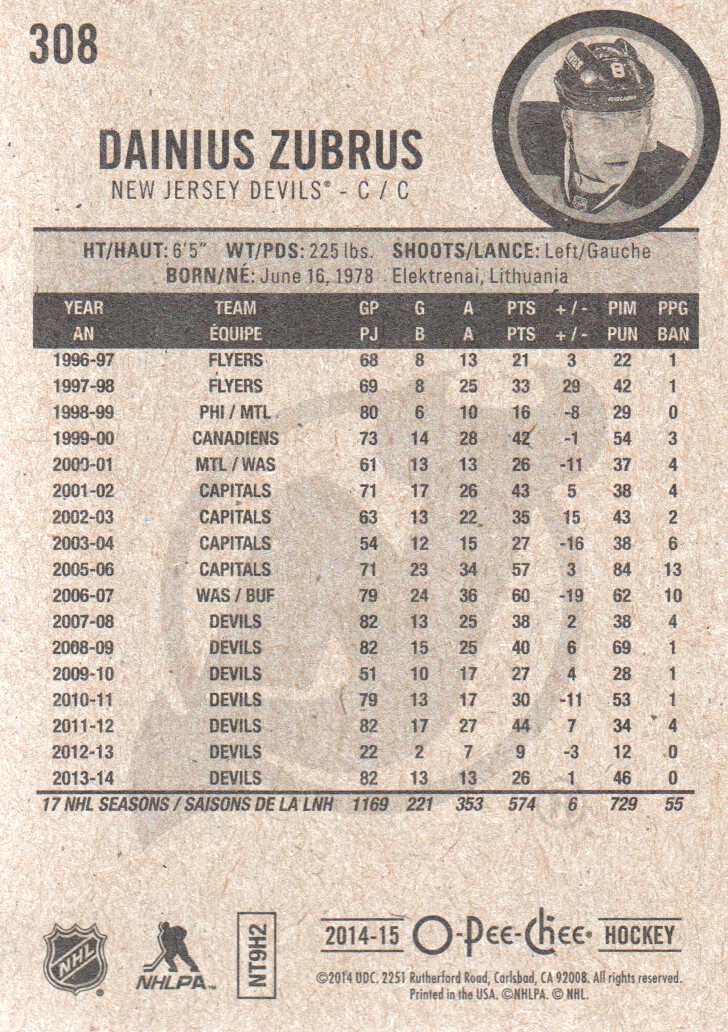 308
DAINIUS ZUBRUS
NEW JERSEY DEVILS® - C / C
HT/HAUT: 6'5" WT/PDS: 225 lbs. SHOOTS/LANCE: Left/Gauche
BORN/NÉ: June 16, 1978 Elektrenai, Lithuania
YEAR TEAM GP G A PTS + / - PIM PPG
AN ÉQUIPE PJ B A PTS + / - PUN BAN
1996-97 FLYERS 68 8 13 21 3 22 1
1997-98 FLYERS 69 8 25 33 29 42 1
1998-99 PHI / MTL 80 6 10 16 -8 29 0
1999-00 CANADIENS 73 14 28 42 -1 54 3
2000-01 MTL / WAS 61 13 13 26 -11 37 4
2001-02 CAPITALS 71 17 26 43 5 38 4
2002-03 CAPITALS 63 13 22 35 15 43 2
2003-04 CAPITALS 54 12 15 27 -16 38 6
2005-06 CAPITALS 71 23 34 57 3 84 13
2006-07 WAS / BUF 79 24 36 60 -19 62 10
2007-08 DEVILS 82 13 25 38 2 38 4
2008-09 DEVILS 82 15 25 40 6 69 1
2009-10 DEVILS 51 10 17 27 4 28 1
2010-11 DEVILS 79 13 17 30 -11 53 1
2011-12 DEVILS 82 17 27 44 7 34 4
2012-13 DEVILS 22 2 7 9 -3 12 0
2013-14 DEVILS 82 13 13 26 1 46 0
17 NHL SEASONS / SAISONS DE LA LNH 1169 221 353 574 6 729 55
NHL ® NHLPA™ NT9H2 2014-15 O-Pee-Chee® HOCKEY
©2014 UDC. 2251 Rutherford Road, Carlsbad, CA 92008. All rights reserved.
Printed in the USA. ©NHLPA. © NHL.